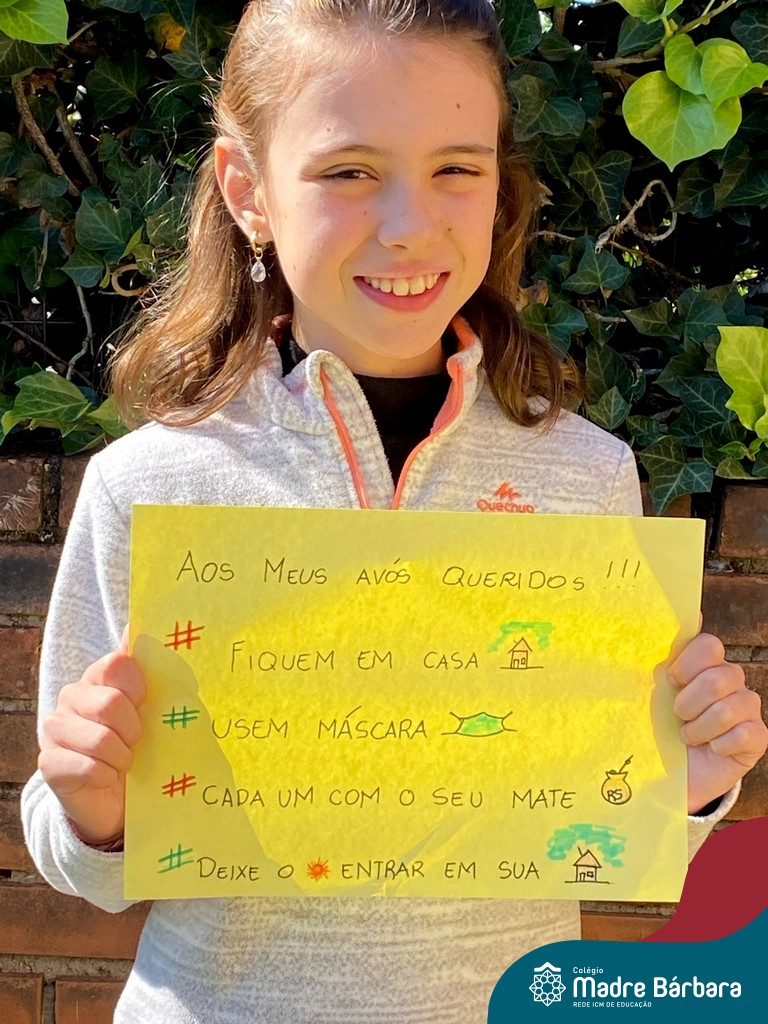 Quechua
AOS MEUS AVÓS QUERIDOS !!!
# FIQUEM EM CASA
# USEM MÁSCARA
# CADA UM COM O SEU MATE RS
# DEIXE O ENTRAR EM SUA
Colégio
Madre Bárbara
REDE ICM DE EDUCAÇÃO